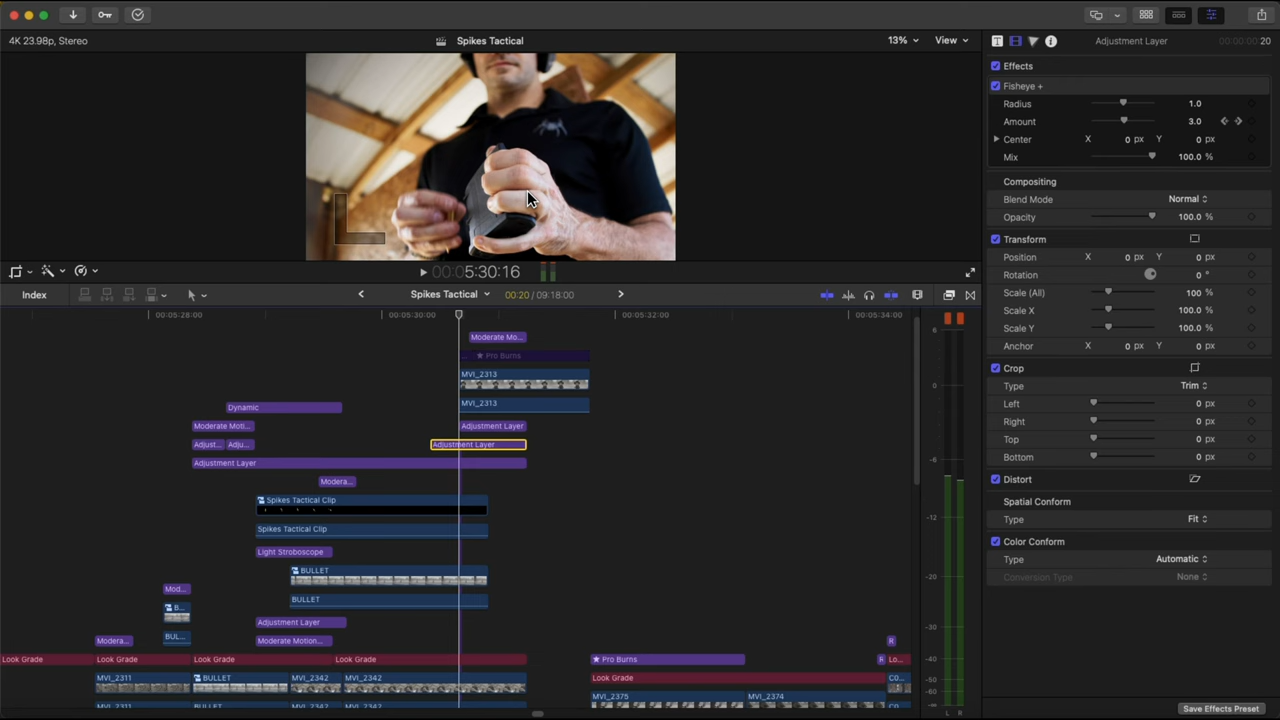 4K 23.98p, Stereo
Spikes Tactical
13%
View
Adjustment Layer
00:00:00:20
Effects
Fisheye +
Radius 1.0
Amount 3.0
Center X 0 px Y 0 px
Mix 100.0 %
Compositing
Blend Mode Normal
Opacity 100.0 %
Transform
Position X 0 px Y 0 px
Rotation 0 °
Scale (All) 100 %
Scale X 100.0 %
Scale Y 100.0 %
Anchor X 0 px Y 0 px
Crop
Type Trim
Left 0 px
Right 0 px
Top 0 px
Bottom 0 px
Distort
Spatial Conform
Type Fit
Color Conform
Type Automatic
Conversion Type None
Save Effects Preset
00:00:5:30:16
Index
Spikes Tactical
00:20 / 09:18:00
00:05:28:00
00:05:30:00
00:05:32:00
00:05:34:00
Moderate Mo...
... Pro Burns
MVI_2313
MVI_2313
Dynamic
Moderate Moti...
Adjustment Layer
Adjust...
Adju...
Adjustment Layer
Adjustment Layer
Modera...
Spikes Tactical Clip
Spikes Tactical Clip
Light Stroboscope
BULLET
Mod...
BULLET
B...
Adjustment Layer
BUL...
Modera...
Moderate Motion...
R
Look Grade
Look Grade
Look Grade
Look Grade
Pro Burns
R
Lo...
MVI_2311
BULLET
MVI_2342
MVI_2342
Look Grade
CO...
MVI_2375
MVI_2374
MVI_2311
BULLET
MVI_2342
MVI_2342
6
0
-6
-12
-20
-30
-40
-50
-60
L R